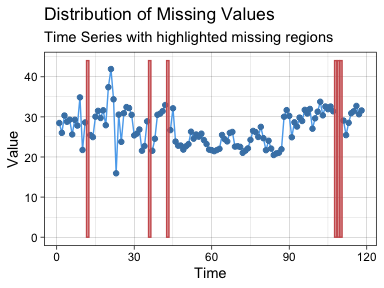 Distribution of Missing Values
Time Series with highlighted missing regions
40
30
20
10
0
Value
0 30 60 90 120
Time